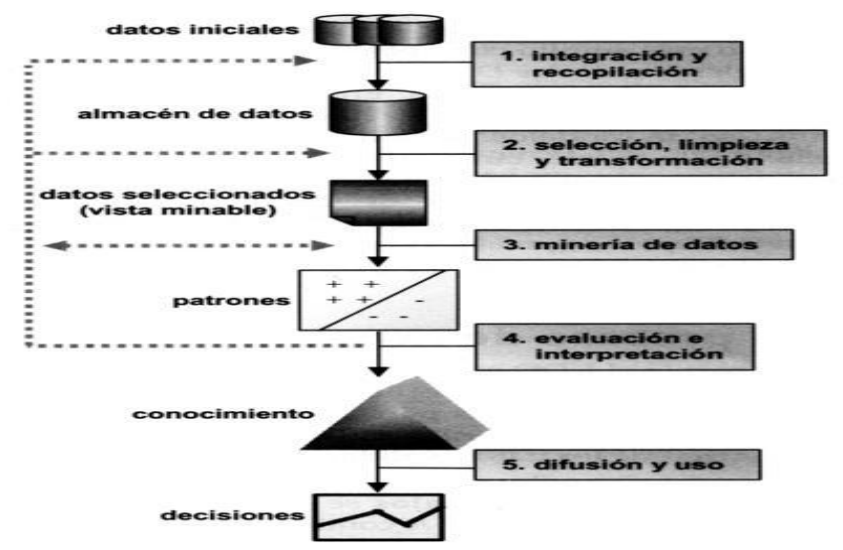 datos iniciales
1. integración y
recopilación
almacén de datos
2. selección, limpieza
y transformación
datos seleccionados
(vista minable)
3. minería de datos
+ +
+ + -
- -
patrones
4. evaluación e
interpretación
conocimiento
5. difusión y uso
decisiones